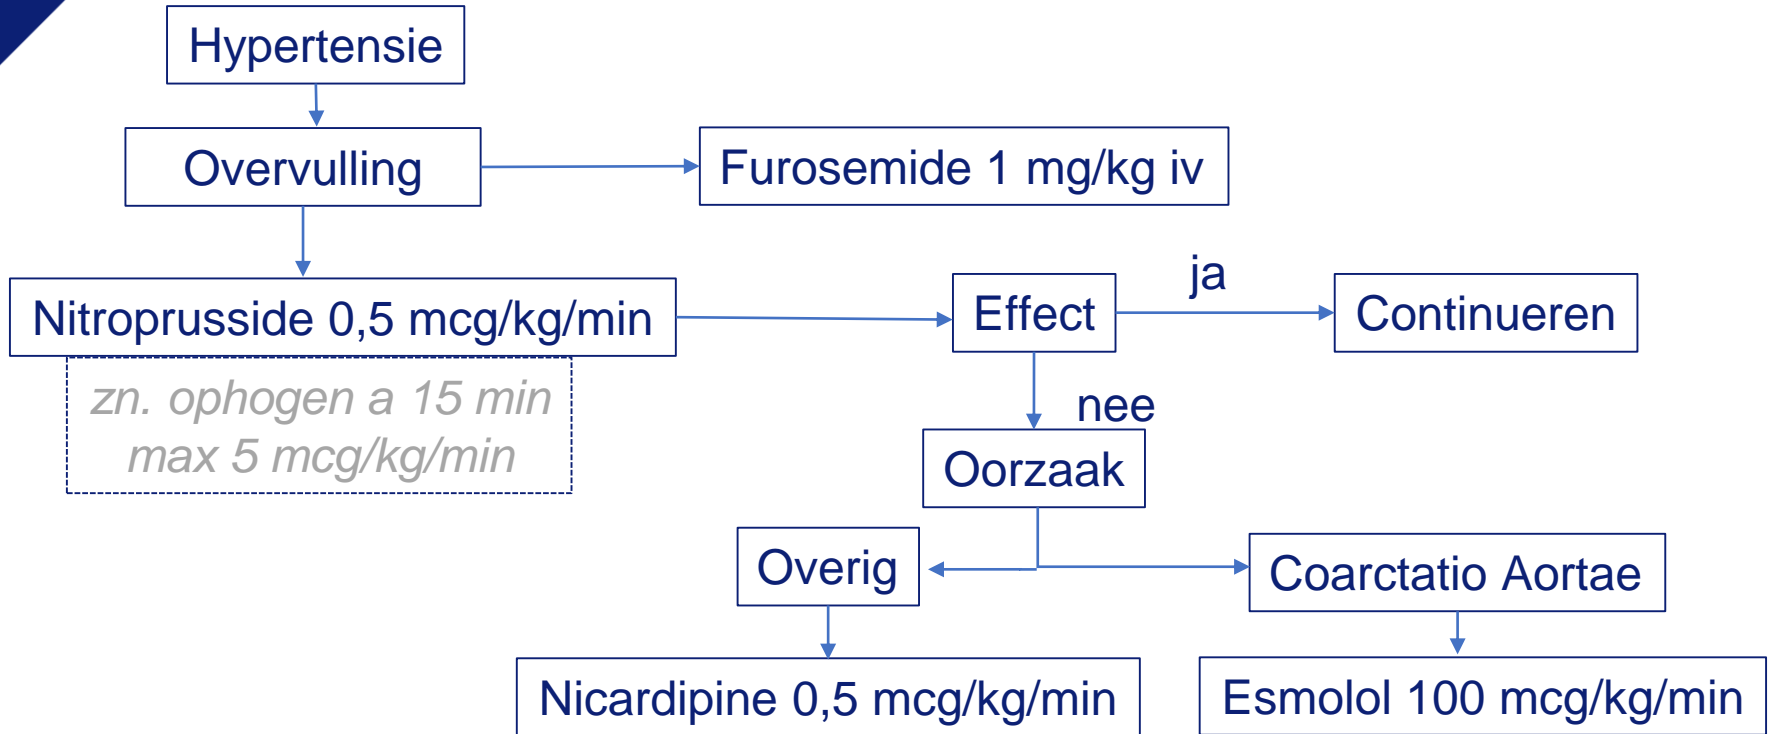 Hypertensie
Overvulling
Furosemide 1 mg/kg iv
Nitroprusside 0,5 mcg/kg/min
zn. ophogen a 15 min
max 5 mcg/kg/min
Effect
ja
Continueren
nee
Oorzaak
Overig
Coarctatio Aortae
Nicardipine 0,5 mcg/kg/min
Esmolol 100 mcg/kg/min